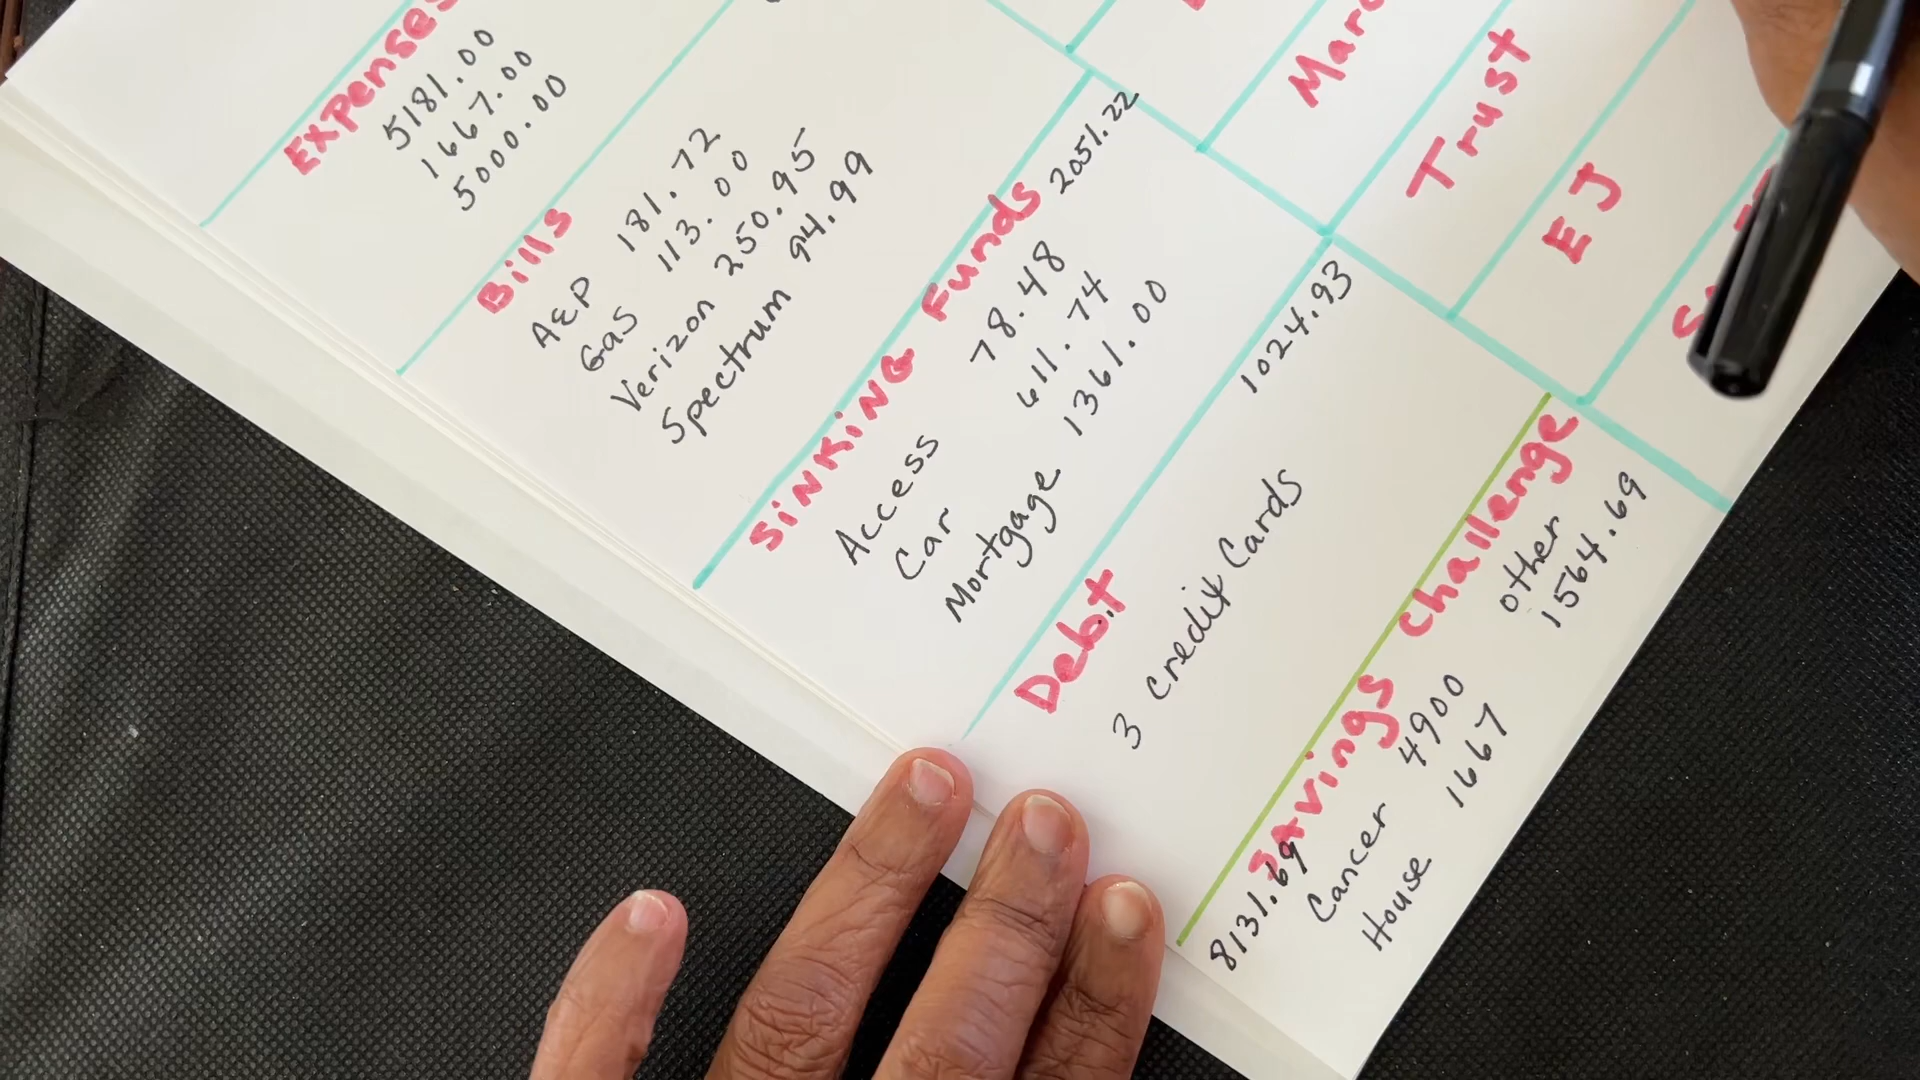 Expenses
5181.00
1667.00
5000.00
Bills
AEP 181.72
Gas 113.00
Verizon 250.95
Spectrum 94.99
SiNKiNG Funds 2051.22
Access 78.48
Car 611.74
Mortgage 1361.00
Debt 1024.93
3 Credit Cards
Savings Challenge
8131.69
Cancer 4900
House 1667
other
1564.69
Trust
EJ